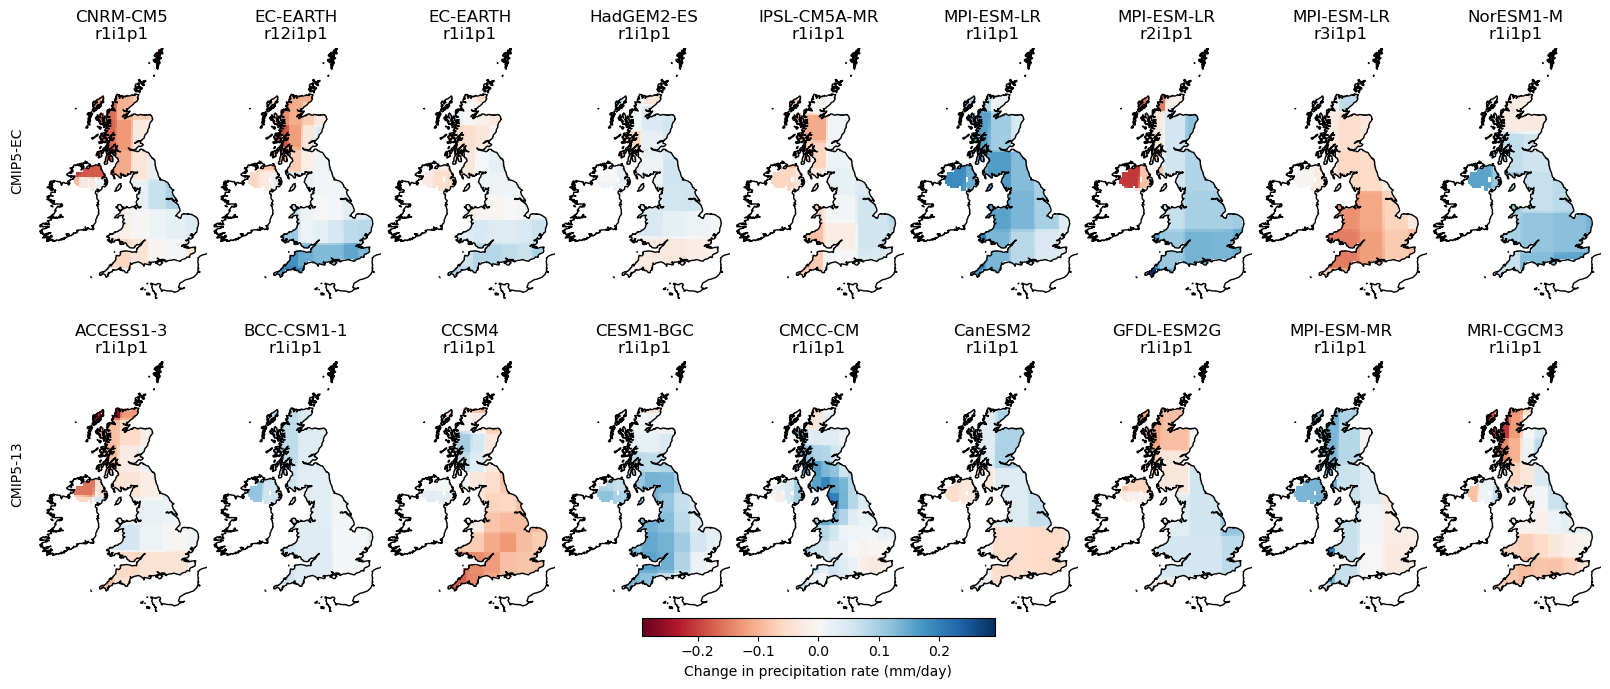 CNRM-CM5
r1i1p1
EC-EARTH
r12i1p1
EC-EARTH
r1i1p1
HadGEM2-ES
r1i1p1
IPSL-CM5A-MR
r1i1p1
MPI-ESM-LR
r1i1p1
MPI-ESM-LR
r2i1p1
MPI-ESM-LR
r3i1p1
NorESM1-M
r1i1p1
CMIP5-EC
ACCESS1-3
r1i1p1
BCC-CSM1-1
r1i1p1
CCSM4
r1i1p1
CESM1-BGC
r1i1p1
CMCC-CM
r1i1p1
CanESM2
r1i1p1
GFDL-ESM2G
r1i1p1
MPI-ESM-MR
r1i1p1
MRI-CGCM3
r1i1p1
CMIP5-13
−0.2 −0.1 0.0 0.1 0.2
Change in precipitation rate (mm/day)